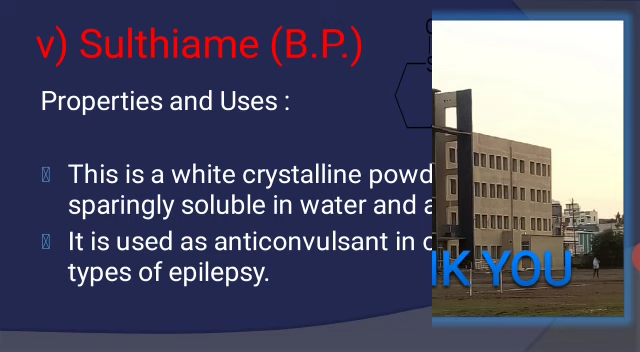 v) Sulthiame (B.P.)
Properties and Uses :
This is a white crystalline
sparingly soluble in water and
It is used as anticonvulsant in
types of epilepsy.
YOU